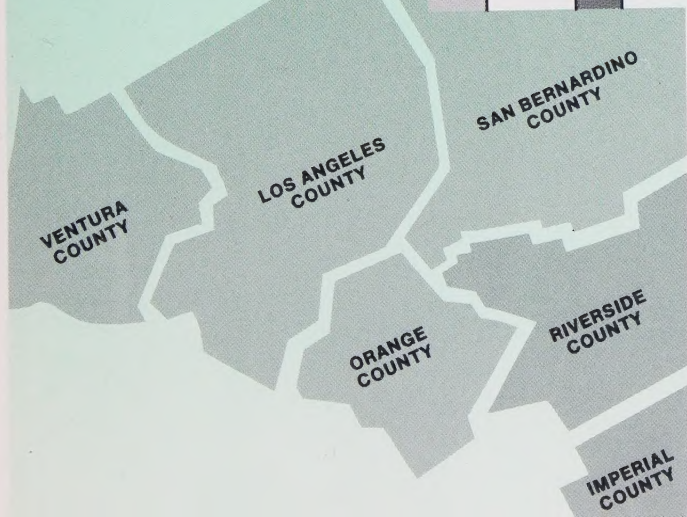 SAN BERNARDINO
COUNTY
LOS ANGELES
COUNTY
VENTURA
COUNTY
RIVERSIDE
COUNTY
ORANGE
COUNTY
IMPERIAL
COUNTY